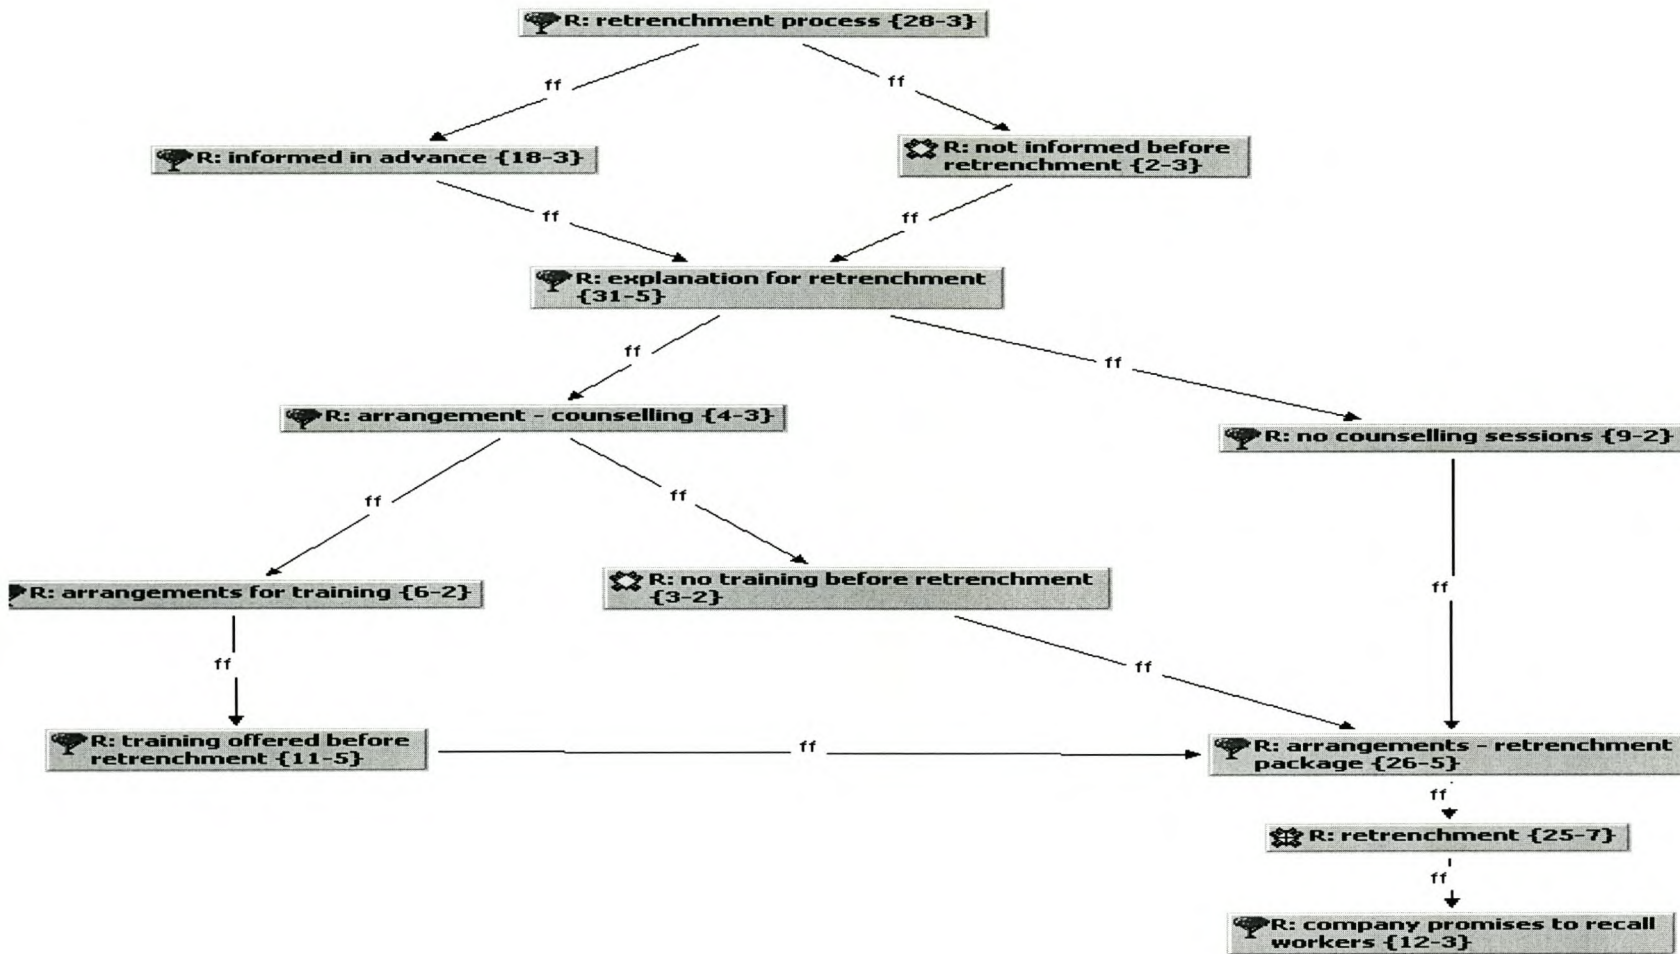 R: retrenchment process {28-3}
ff
ff
R: informed in advance {18-3}
R: not informed before
retrenchment {2-3}
ff
ff
R: explanation for retrenchment
{31-5}
ff
ff
R: arrangement - counselling {4-3}
R: no counselling sessions {9-2}
ff
ff
R: arrangements for training {6-2}
R: no training before retrenchment
{3-2}
ff
ff
ff
R: training offered before
retrenchment {11-5}
ff
R: arrangements - retrenchment
package {26-5}
ff
R: retrenchment {25-7}
ff
R: company promises to recall
workers {12-3}